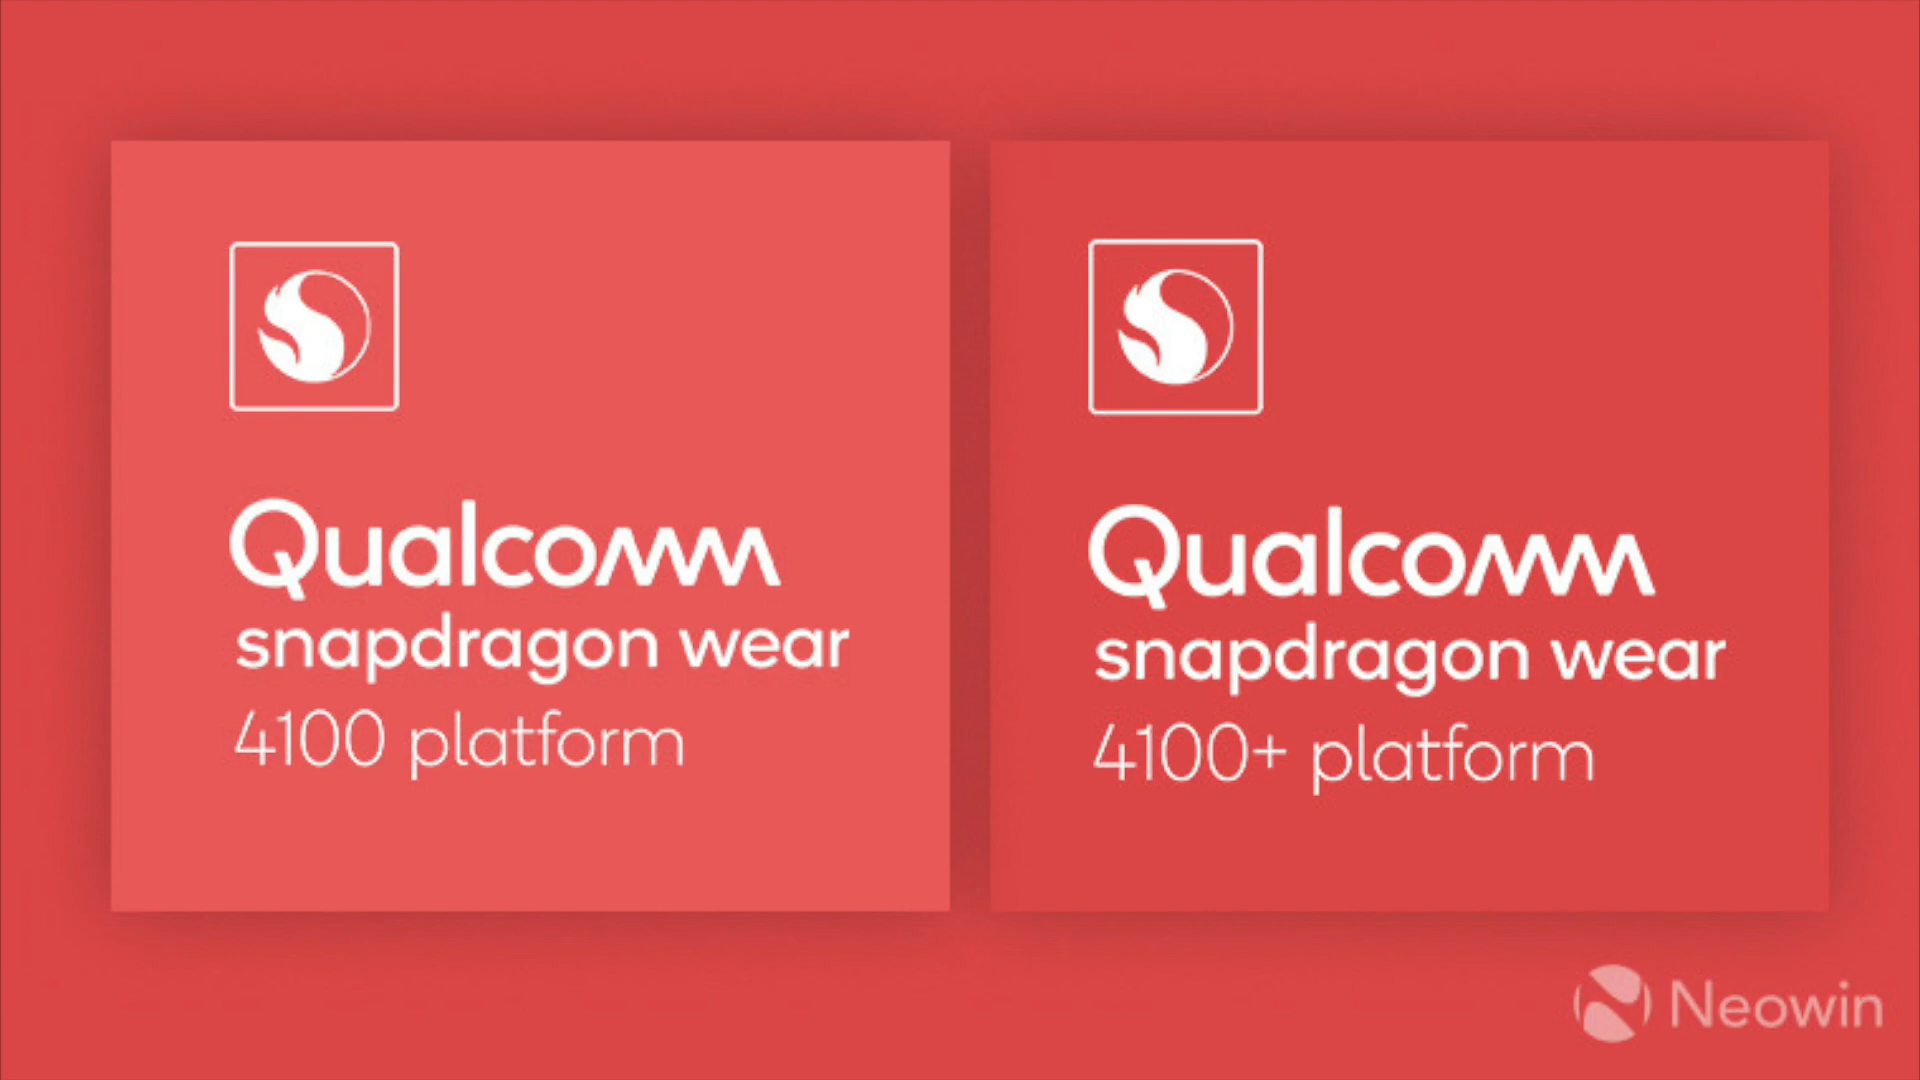 Qualcomm
snapdragon wear
4100 platform
Qualcomm
snapdragon wear
4100+ platform
Neowin